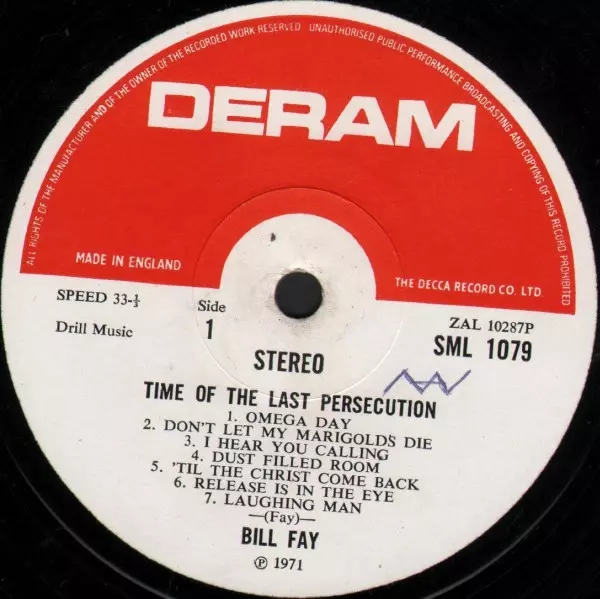 ALL RIGHTS OF THE MANUFACTURER AND OF THE OWNER OF THE RECORDED WORK RESERVED UNAUTHORISED PUBLIC PERFORMANCE BROADCASTING AND COPYING OF THIS RECORD PROHIBITED
DERAM
MADE IN ENGLAND
THE DECCA RECORD CO. LTD.
SPEED 33-⅓
Side
ZAL 10287P
Drill Music
1
SML 1079
STEREO
TIME OF THE LAST PERSECUTION
1. OMEGA DAY
2. DON'T LET MY MARIGOLDS DIE
3. I HEAR YOU CALLING
4. DUST FILLED ROOM
5. 'TIL THE CHRIST COME BACK
6. RELEASE IS IN THE EYE
7. LAUGHING MAN
—(Fay)—
BILL FAY
℗ 1971